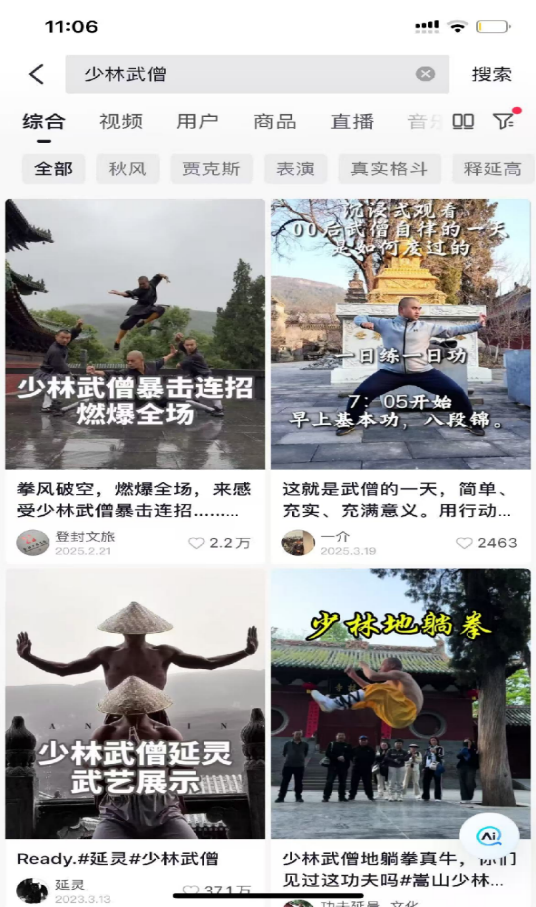 11:06
少林武僧
搜索
综合 视频 用户 商品 直播 音乐
全部 秋风 贾克斯 表演 真实格斗 释延高
少林武僧暴击连招
燃爆全场
拳风破空，燃爆全场，来感
受少林武僧暴击连招……...
登封文旅
2025.2.21
2.2万
沉浸式观看
00后武僧自律的一天
是如何度过的
一日练一日功
7：05开始
早上基本功，八段锦。
这就是武僧的一天，简单、
充实、充满意义。用行动...
一介
2025.3.19
2463
少林武僧延灵
武艺展示
Ready.#延灵#少林武僧
延灵
2023.3.13
37.1万
少林地躺拳
Ai
少林武僧地躺拳真牛，你们
见过这功夫吗#嵩山少林...